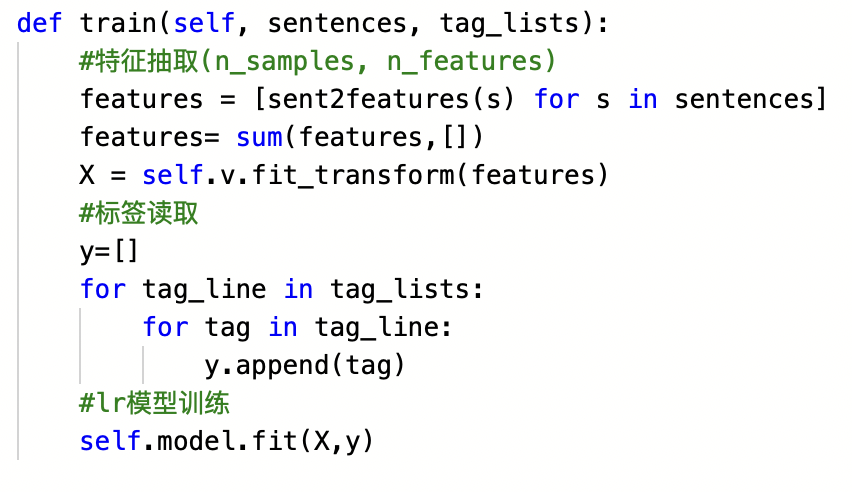 def train(self, sentences, tag_lists):
    #特征抽取(n_samples, n_features)
    features = [sent2features(s) for s in sentences]
    features= sum(features,[])
    X = self.v.fit_transform(features)
    #标签读取
    y=[]
    for tag_line in tag_lists:
        for tag in tag_line:
            y.append(tag)
    #lr模型训练
    self.model.fit(X,y)